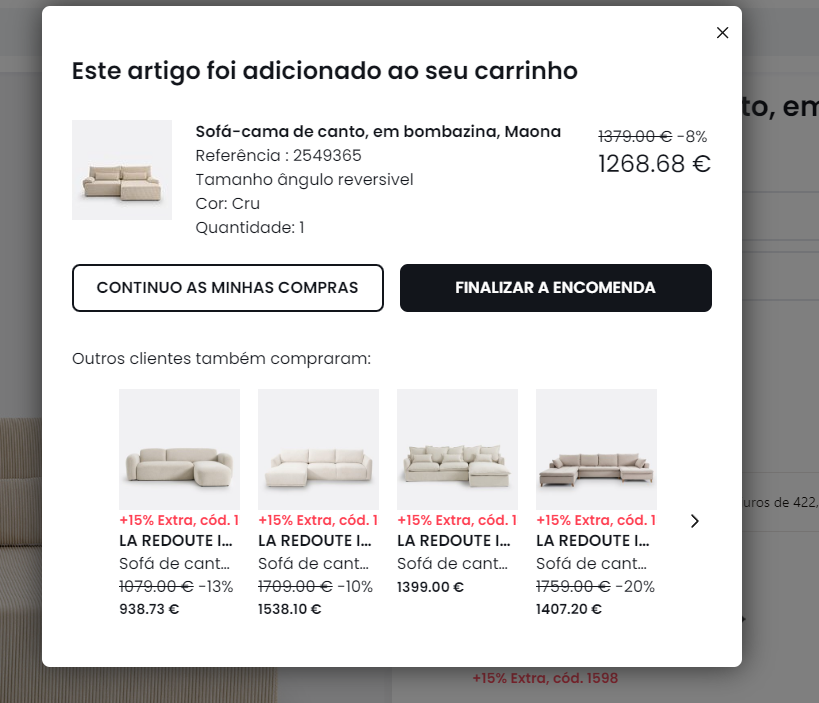 Este artigo foi adicionado ao seu carrinho
Sofá-cama de canto, em bombazina, Maona
Referência : 2549365
Tamanho ângulo reversivel
Cor: Cru
Quantidade: 1
1379.00 € -8%
1268.68 €
CONTINUO AS MINHAS COMPRAS
FINALIZAR A ENCOMENDA
Outros clientes também compraram:
+15% Extra, cód. 1
LA REDOUTE I...
Sofá de cant...
1079.00 € -13%
938.73 €
+15% Extra, cód. 1
LA REDOUTE I...
Sofá de cant...
1709.00 € -10%
1538.10 €
+15% Extra, cód. 1
LA REDOUTE I...
Sofá de cant...
1399.00 €
+15% Extra, cód. 1
LA REDOUTE I...
Sofá de cant...
1759.00 € -20%
1407.20 €
to, em
uros de 422,
+15% Extra, cód. 1598